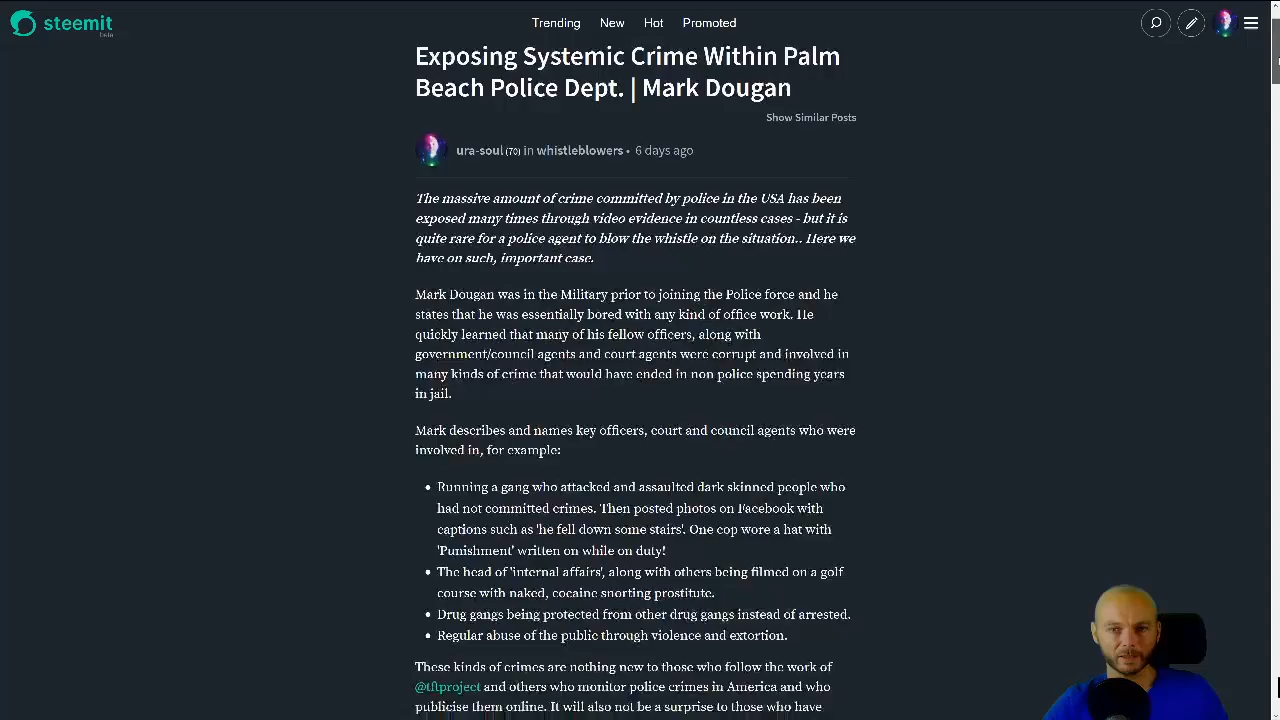 steemit
beta
Trending New Hot Promoted
Exposing Systemic Crime Within Palm
Beach Police Dept. | Mark Dougan
Show Similar Posts
ura-soul (70) in whistleblowers • 6 days ago
The massive amount of crime committed by police in the USA has been
exposed many times through video evidence in countless cases - but it is
quite rare for a police agent to blow the whistle on the situation.. Here we
have on such, important case.
Mark Dougan was in the Military prior to joining the Police force and he
states that he was essentially bored with any kind of office work. He
quickly learned that many of his fellow officers, along with
government/council agents and court agents were corrupt and involved in
many kinds of crime that would have ended in non police spending years
in jail.
Mark describes and names key officers, court and council agents who were
involved in, for example:
• Running a gang who attacked and assaulted dark skinned people who
had not committed crimes. Then posted photos on Facebook with
captions such as 'he fell down some stairs'. One cop wore a hat with
'Punishment' written on while on duty!
• The head of 'internal affairs', along with others being filmed on a golf
course with naked, cocaine snorting prostitute.
• Drug gangs being protected from other drug gangs instead of arrested.
• Regular abuse of the public through violence and extortion.
These kinds of crimes are nothing new to those who follow the work of
@tftproject and others who monitor police crimes in America and who
publicise them online. It will also not be a surprise to those who have